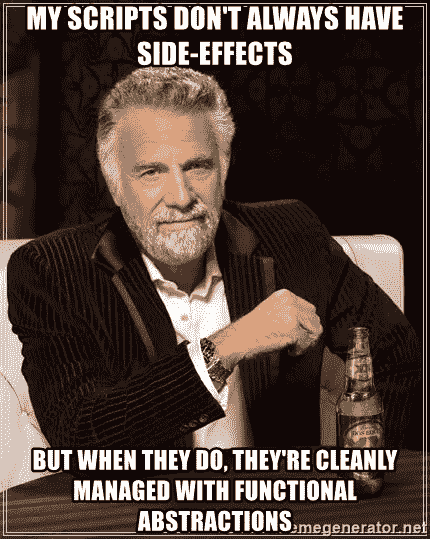 MY SCRIPTS DON'T ALWAYS HAVE
SIDE-EFFECTS
BUT WHEN THEY DO, THEY'RE CLEANLY
MANAGED WITH FUNCTIONAL
ABSTRACTIONS
memegenerator.net